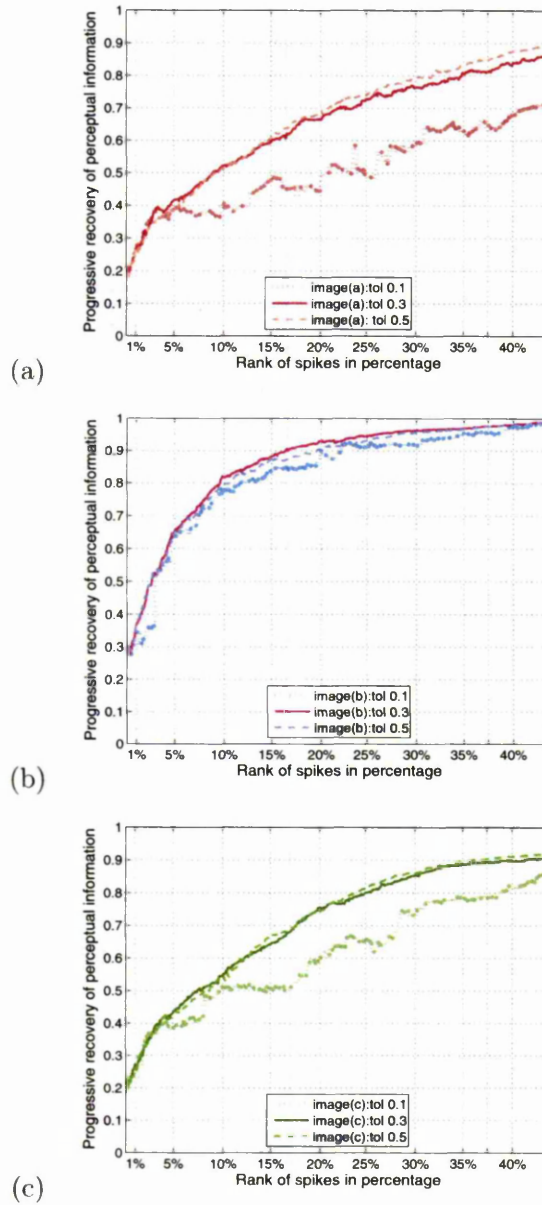 1
0.9
0.8
0.7
0.6
0.5
0.4
0.3
0.2
0.1
0
Progressive recovery of perceptual information
image(a):tol 0.1
image(a):tol 0.3
image(a): tol 0.5
1% 5% 10% 15% 20% 25% 30% 35% 40%
Rank of spikes in percentage
(a)
1
0.9
0.8
0.7
0.6
0.5
0.4
0.3
0.2
0.1
0
Progressive recovery of perceptual information
image(b):tol 0.1
image(b):tol 0.3
image(b):tol 0.5
1% 5% 10% 15% 20% 25% 30% 35% 40%
Rank of spikes in percentage
(b)
1
0.9
0.8
0.7
0.6
0.5
0.4
0.3
0.2
0.1
0
Progressive recovery of perceptual information
image(c):tol 0.1
image(c):tol 0.3
image(c):tol 0.5
1% 5% 10% 15% 20% 25% 30% 35% 40%
Rank of spikes in percentage
(c)